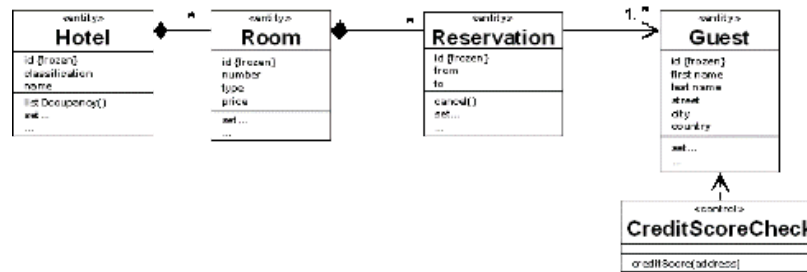 «entity»
Hotel
id {frozen}
classification
name
listOccupancy()
set ...
...
*
«entity»
Room
id {frozen}
number
type
price
set ...
...
*
«entity»
Reservation
id {frozen}
from
to
cancel()
set ...
...
1..*
«entity»
Guest
id {frozen}
first name
last name
street
city
country
set ...
...
«control»
CreditScoreCheck
creditScore(address)